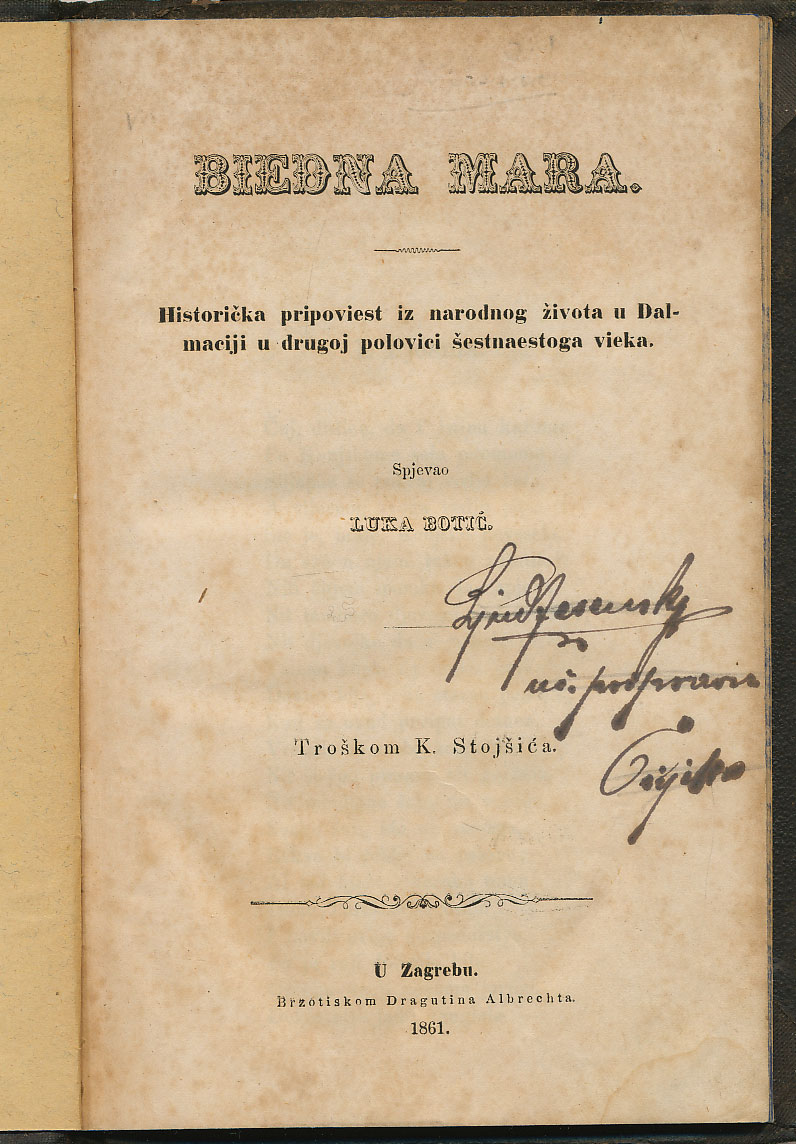 BIEDNA MARA.
Historička pripoviest iz narodnog života u Dal-
maciji u drugoj polovici šestnaestoga vieka.
Spjevao
LUKA BOTIĆ.
Troškom K. Stojšića.
U Zagrebu.
Brzotiskom Dragutina Albrechta.
1861.